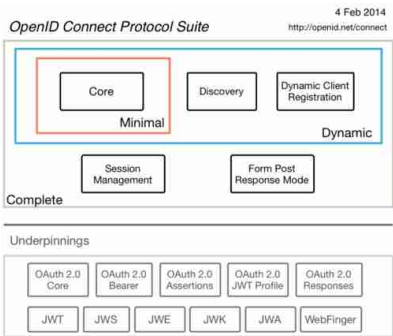 4 Feb 2014
OpenID Connect Protocol Suite
http://openid.net/connect
Core
Discovery
Dynamic Client
Registration
Minimal
Dynamic
Session
Management
Form Post
Response Mode
Complete
Underpinnings
OAuth 2.0
Core
OAuth 2.0
Bearer
OAuth 2.0
Assertions
OAuth 2.0
JWT Profile
OAuth 2.0
Responses
JWT
JWS
JWE
JWK
JWA
WebFinger